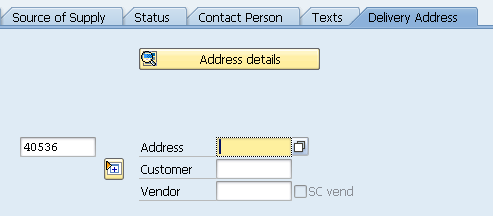 Source of Supply Status Contact Person Texts Delivery Address
Address details
40536 Address
Customer
Vendor SC vend